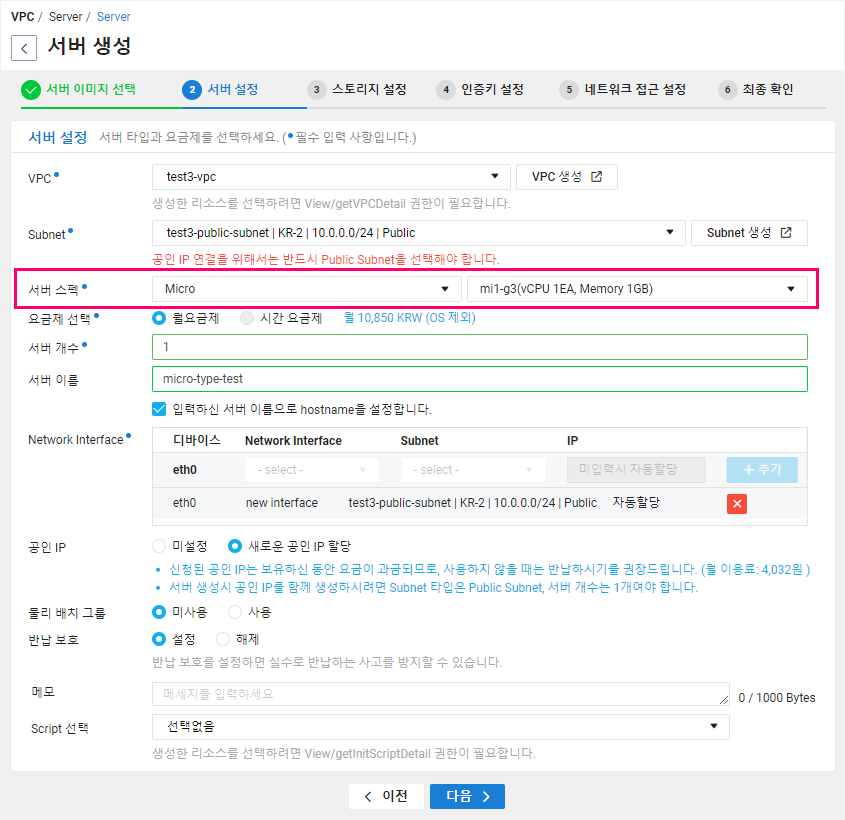 VPC / Server / Server
서버 생성
서버 이미지 선택 2 서버 설정 3 스토리지 설정 4 인증키 설정 5 네트워크 접근 설정 6 최종 확인
서버 설정 서버 타입과 요금제를 선택하세요. (•필수 입력 사항입니다.)
VPC• test3-vpc VPC 생성
생성한 리소스를 선택하려면 View/getVPCDetail 권한이 필요합니다.
Subnet• test3-public-subnet | KR-2 | 10.0.0.0/24 | Public Subnet 생성
공인 IP 연결을 위해서는 반드시 Public Subnet을 선택해야 합니다.
서버 스펙• Micro mi1-g3(vCPU 1EA, Memory 1GB)
요금제 선택• 월요금제 시간 요금제 월 10,850 KRW (OS 제외)
서버 개수• 1
서버 이름 micro-type-test
입력하신 서버 이름으로 hostname을 설정합니다.
Network Interface• 디바이스 Network Interface Subnet IP
eth0 - select - - select - 미입력시 자동할당 + 추가
eth0 new interface test3-public-subnet | KR-2 | 10.0.0.0/24 | Public 자동할당
공인 IP 미설정 새로운 공인 IP 할당
• 신청된 공인 IP는 보유하신 동안 요금이 과금되므로, 사용하지 않을 때는 반납하시기를 권장드립니다. (월 이용료: 4,032원 )
• 서버 생성시 공인 IP를 함께 생성하시려면 Subnet 타입은 Public Subnet, 서버 개수는 1개여야 합니다.
물리 배치 그룹 미사용 사용
반납 보호 설정 해제
반납 보호를 설정하면 실수로 반납하는 사고를 방지할 수 있습니다.
메모 메세지를 입력하세요 0 / 1000 Bytes
Script 선택 선택없음
생성한 리소스를 선택하려면 View/getInitScriptDetail 권한이 필요합니다.
이전 다음